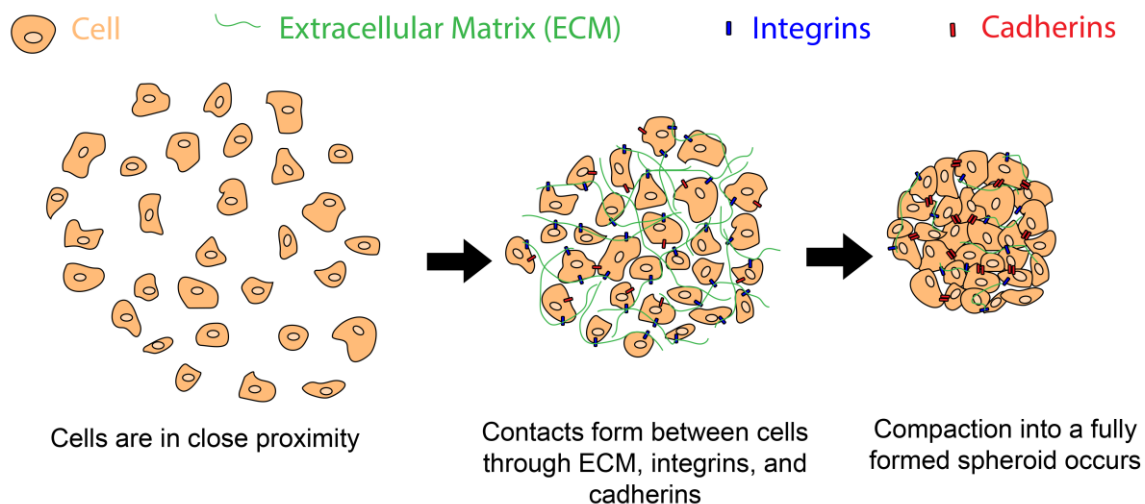 Cell Extracellular Matrix (ECM) Integrins Cadherins
Cells are in close proximity
Contacts form between cells
through ECM, integrins, and
cadherins
Compaction into a fully
formed spheroid occurs